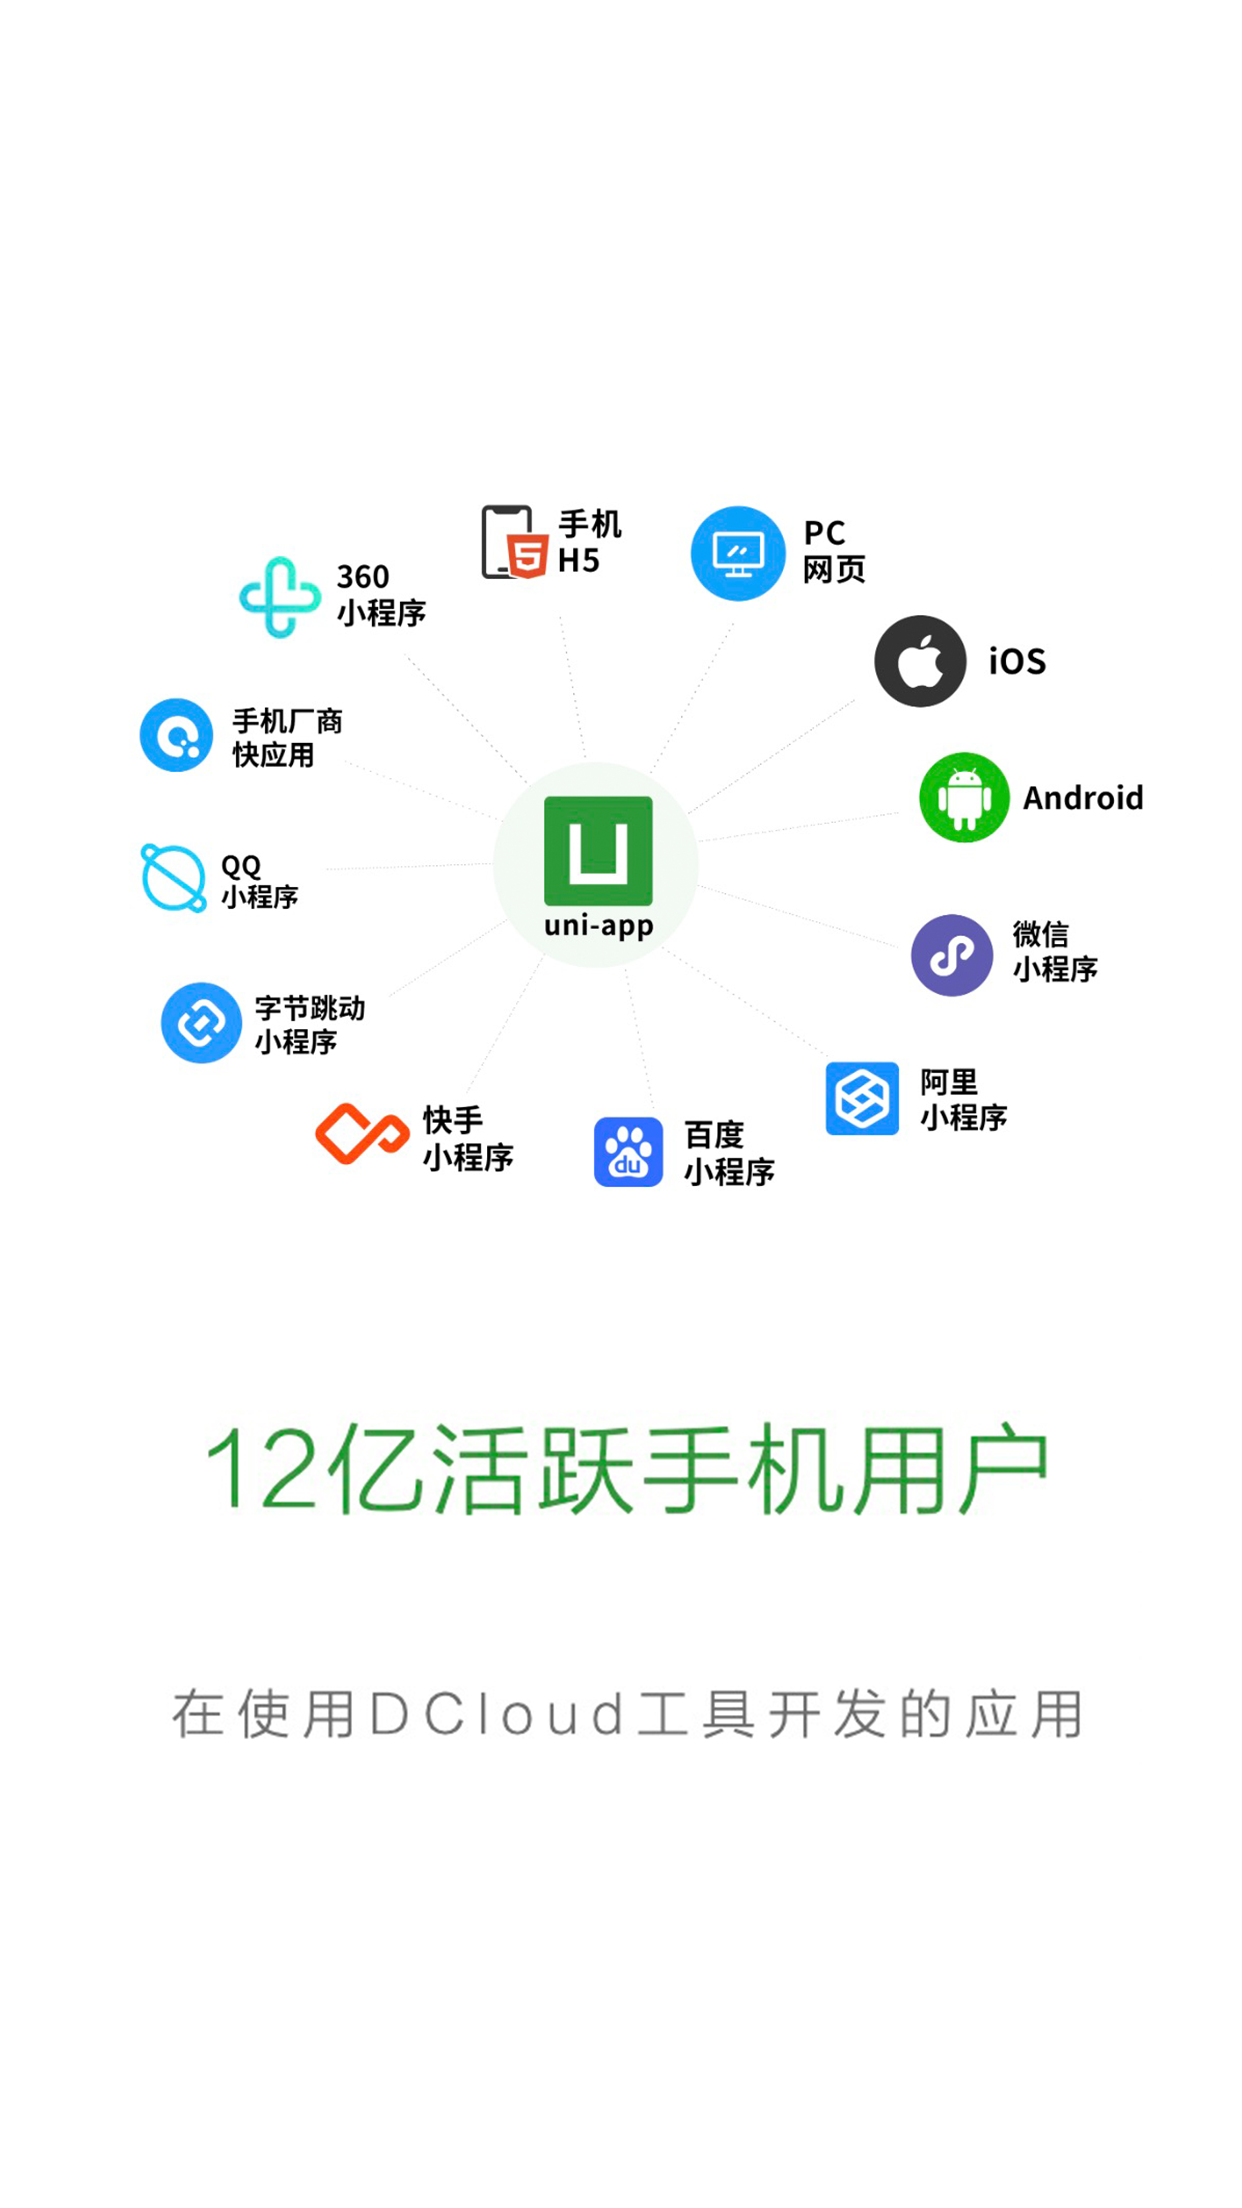 手机
H5
PC
网页
360
小程序
iOS
手机厂商
快应用
Android
QQ
小程序
uni-app
微信
小程序
字节跳动
小程序
阿里
小程序
快手
小程序
百度
小程序
du
12亿活跃手机用户
在使用DCloud工具开发的应用